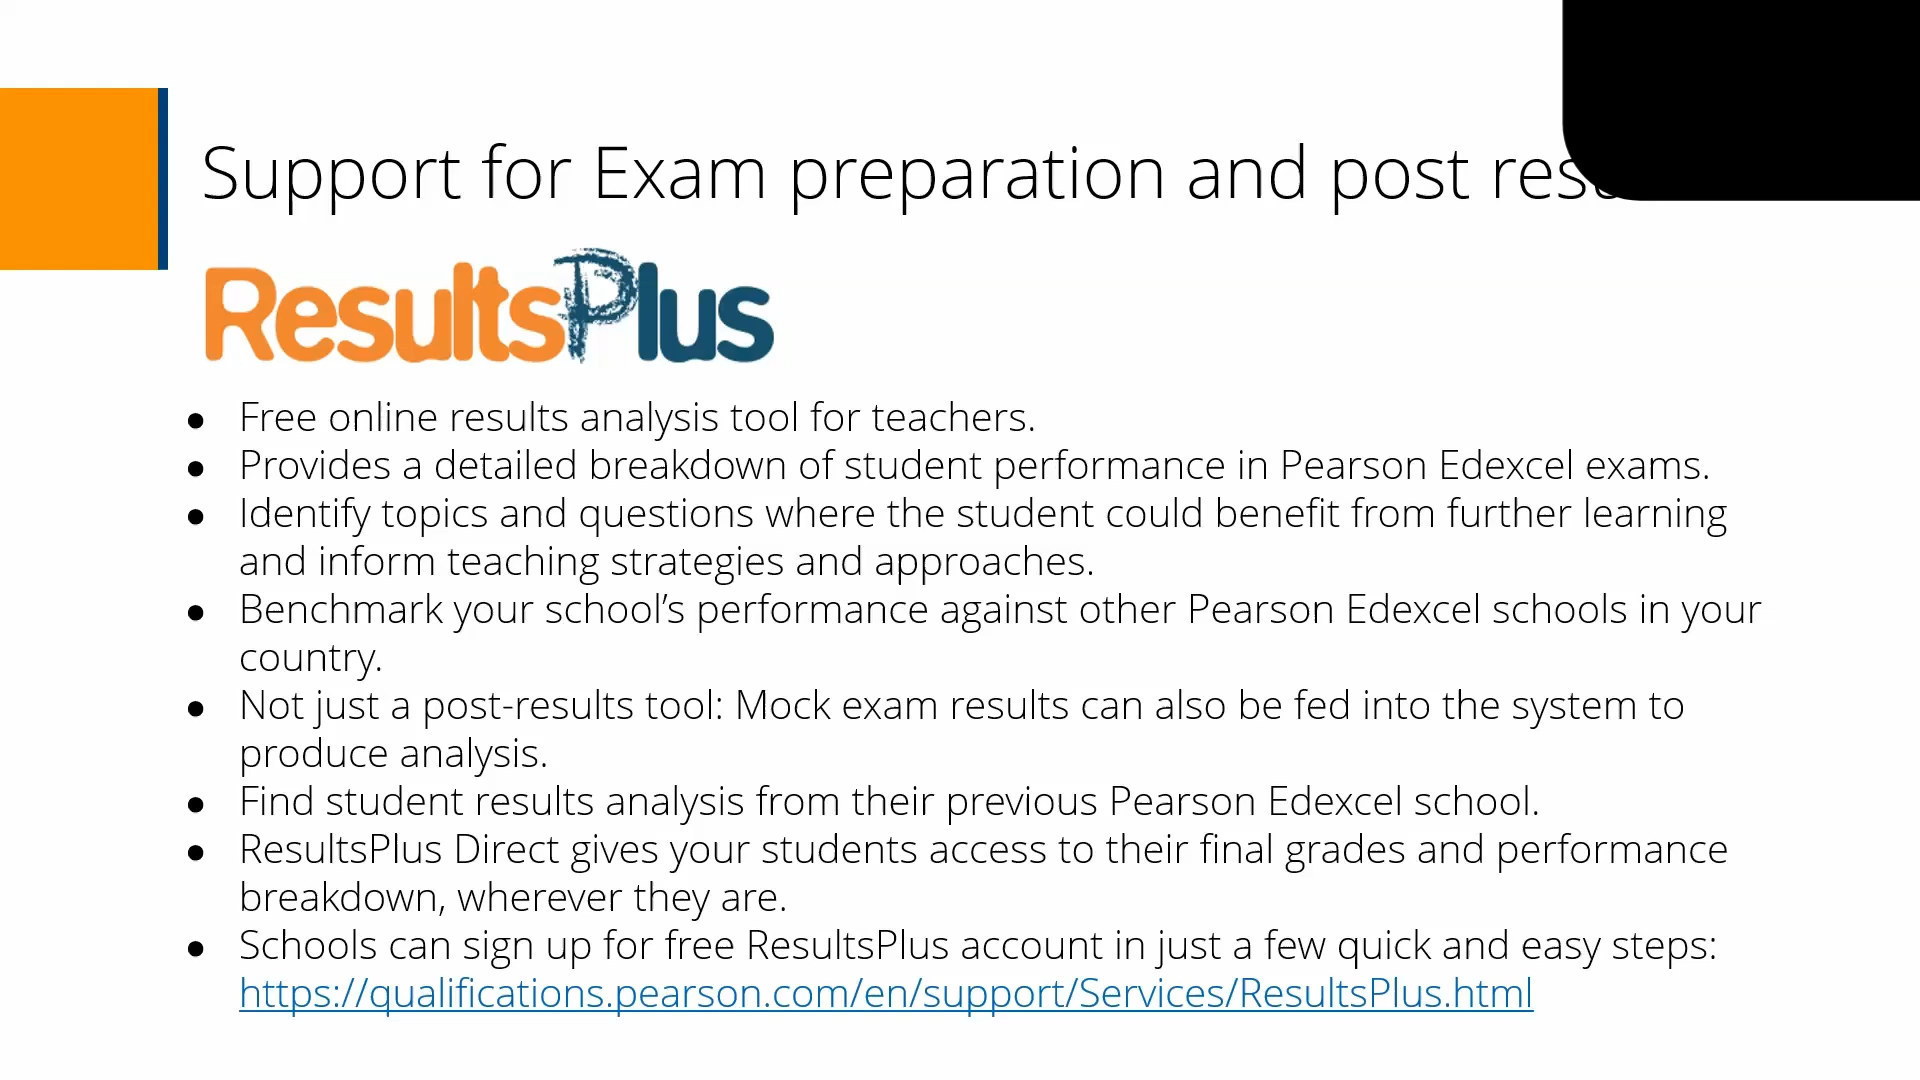 Support for Exam preparation and post
ResultsPlus
● Free online results analysis tool for teachers.
● Provides a detailed breakdown of student performance in Pearson Edexcel exams.
● Identify topics and questions where the student could benefit from further learning
and inform teaching strategies and approaches.
● Benchmark your school’s performance against other Pearson Edexcel schools in your
country.
● Not just a post-results tool: Mock exam results can also be fed into the system to
produce analysis.
● Find student results analysis from their previous Pearson Edexcel school.
● ResultsPlus Direct gives your students access to their final grades and performance
breakdown, wherever they are.
● Schools can sign up for free ResultsPlus account in just a few quick and easy steps:
https://qualifications.pearson.com/en/support/Services/ResultsPlus.html